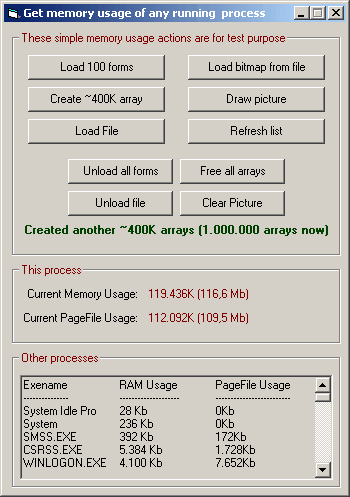 Get memory usage of any running process
These simple memory usage actions are for test purpose
Load 100 forms Load bitmap from file
Create ~400K array Draw picture
Load File Refresh list
Unload all forms Free all arrays
Unload file Clear Picture
Created another ~400K arrays (1.000.000 arrays now)
This process
Current Memory Usage: 119.436K (116,6 Mb)
Current PageFile Usage: 112.092K (109,5 Mb)
Other processes
Exename RAM Usage PageFile Usage
--------------- -------------------- -------------------------
System Idle Pro 28 Kb 0Kb
System 236 Kb 0Kb
SMSS.EXE 392 Kb 172Kb
CSRSS.EXE 5.384 Kb 1.728Kb
WINLOGON.EXE 4.100 Kb 7.652Kb